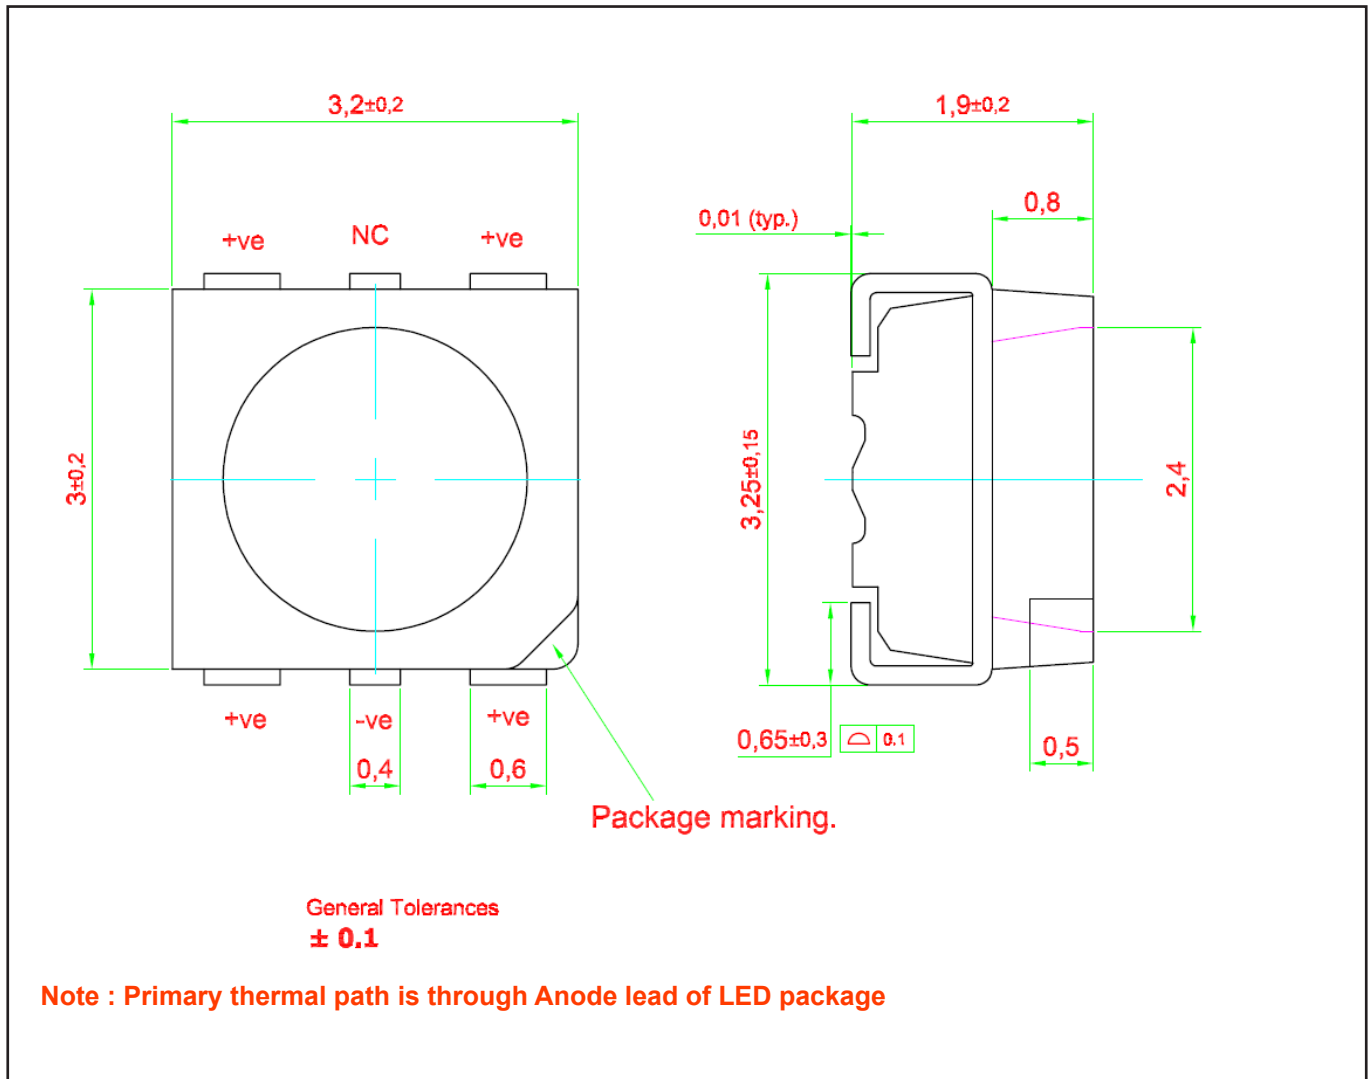 3,2±0,2
1,9±0,2
0,01 (typ.)
0,8
+ve NC +ve
3±0,2
3,25±0,15
2,4
+ve -ve +ve
0,4 0,6
0,65±0,3 0.1
0,5
Package marking.
General Tolerances
± 0.1
Note : Primary thermal path is through Anode lead of LED package